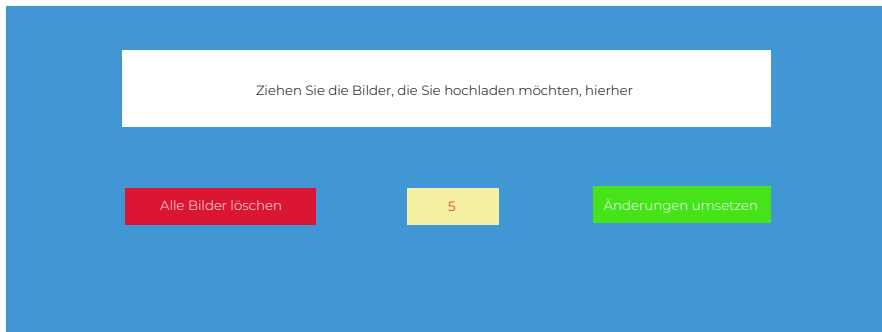 Ziehen Sie die Bilder, die Sie hochladen möchten, hierher
Alle Bilder löschen
5
Änderungen umsetzen